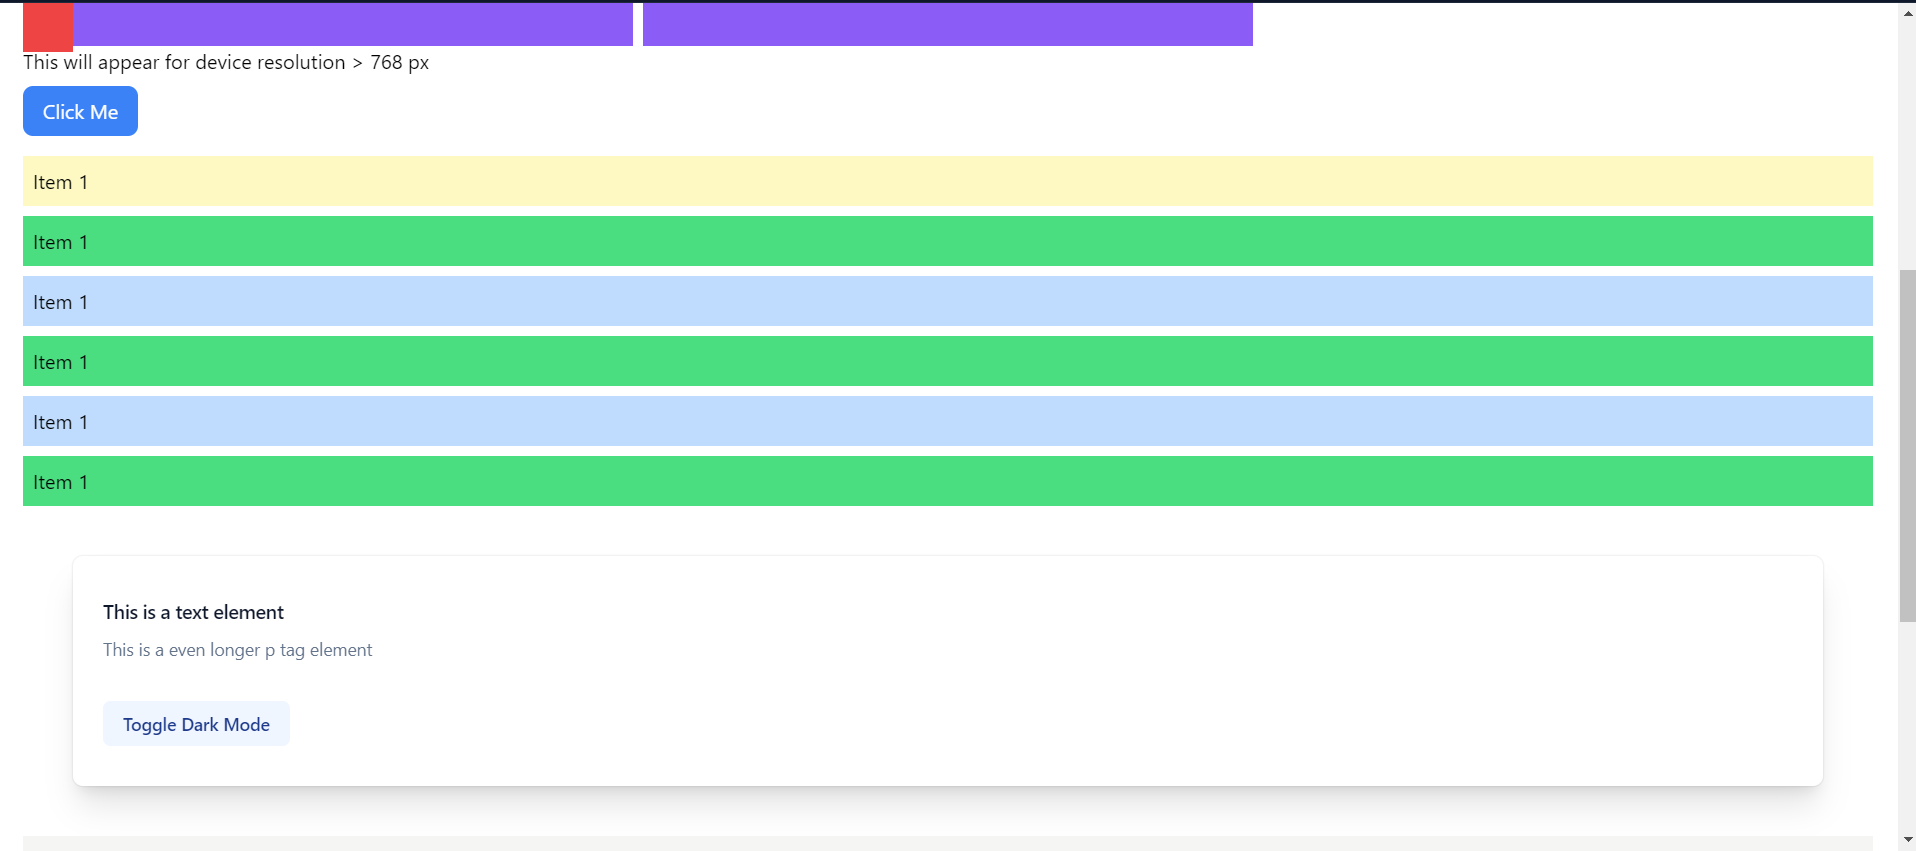 This will appear for device resolution > 768 px
Click Me
Item 1
Item 1
Item 1
Item 1
Item 1
Item 1
This is a text element
This is a even longer p tag element
Toggle Dark Mode